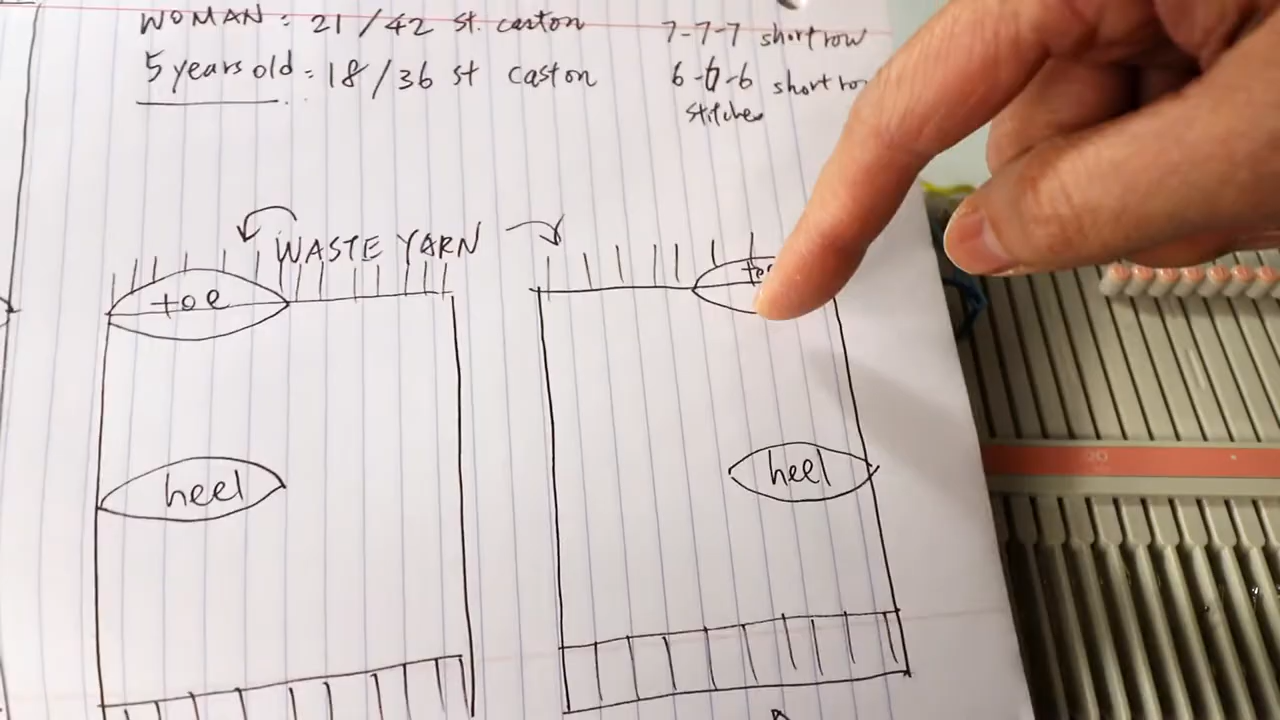 WOMAN: 21/42 st. caston
7-7-7 short row
5 years old = 18/36 st caston
6-6-6 short
stitches
WASTE YARN
toe
heel
heel
20